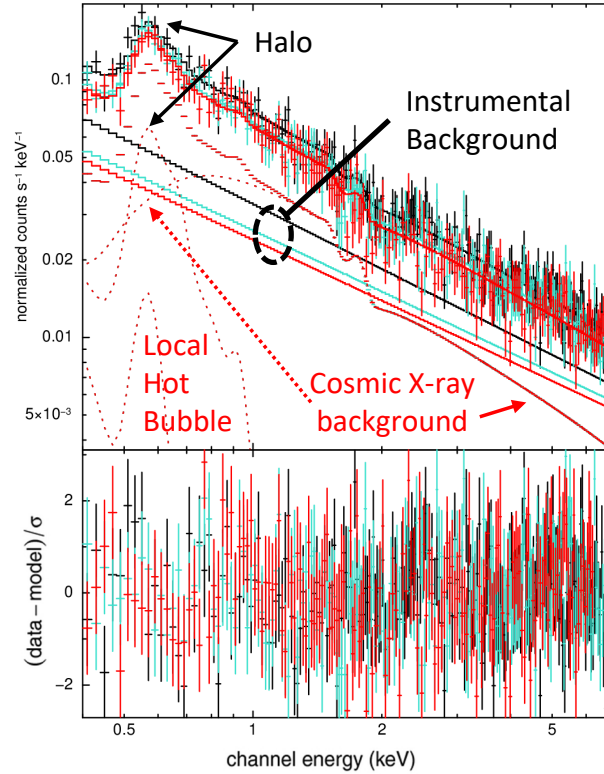 Halo
0.1
Instrumental
Background
0.05
normalized counts s⁻¹ keV⁻¹
0.02
0.01
Local
Hot
Bubble
Cosmic X-ray
background
5×10⁻³
(data−model)/σ
2
0
−2
0.5
1
2
5
channel energy (keV)